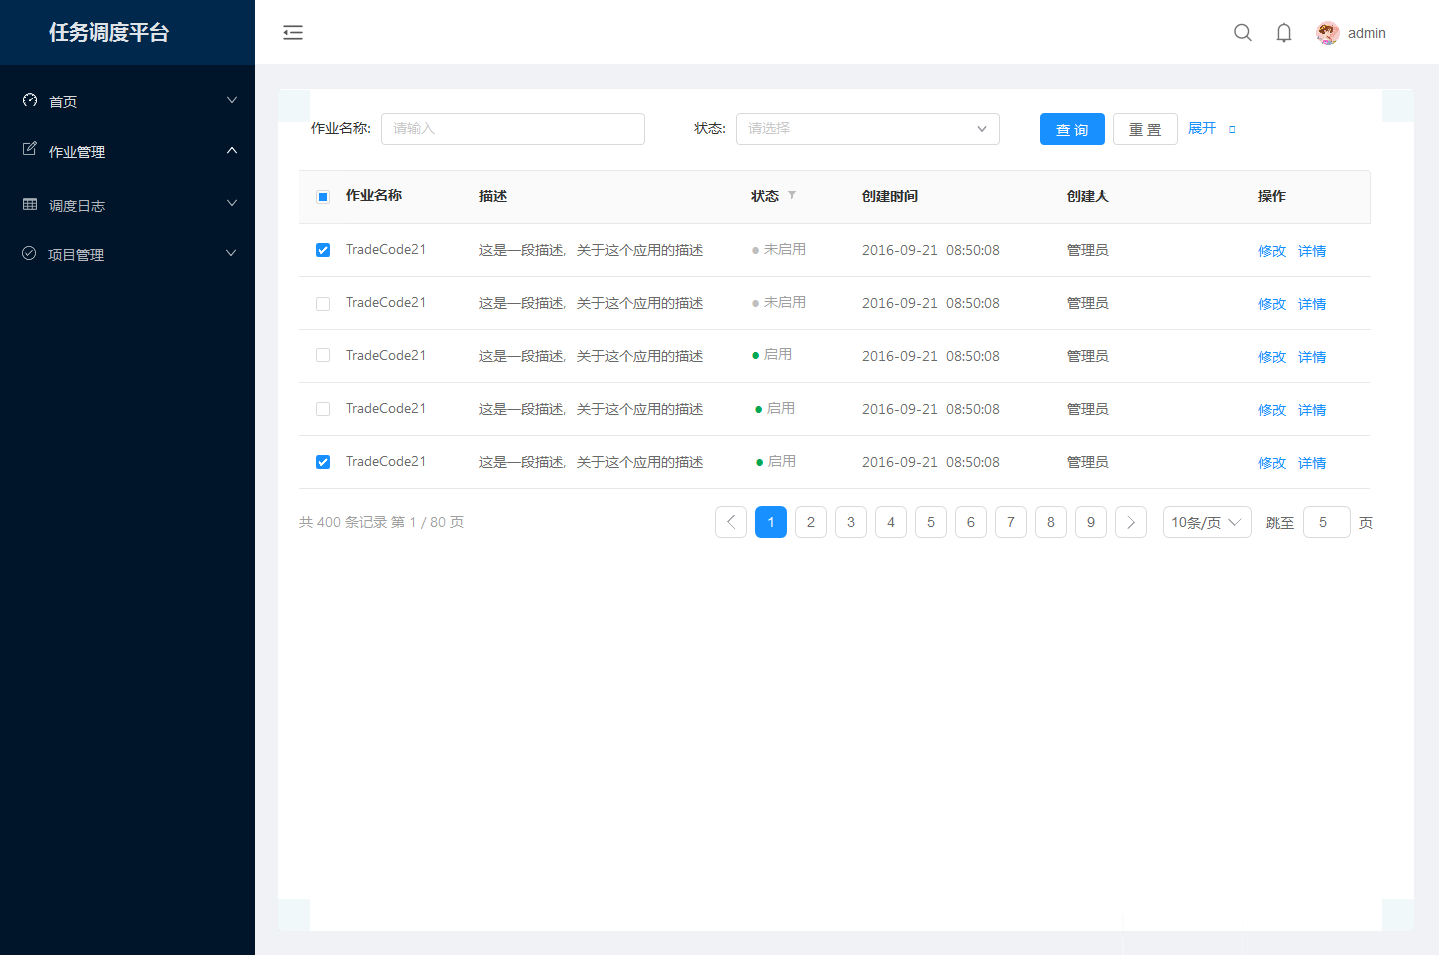 任务调度平台
admin
首页
作业管理
调度日志
项目管理
作业名称: 请输入 状态: 请选择 查 询 重 置 展开
作业名称 描述 状态 创建时间 创建人 操作
TradeCode21 这是一段描述，关于这个应用的描述 未启用 2016-09-21 08:50:08 管理员 修改 详情
TradeCode21 这是一段描述，关于这个应用的描述 未启用 2016-09-21 08:50:08 管理员 修改 详情
TradeCode21 这是一段描述，关于这个应用的描述 启用 2016-09-21 08:50:08 管理员 修改 详情
TradeCode21 这是一段描述，关于这个应用的描述 启用 2016-09-21 08:50:08 管理员 修改 详情
TradeCode21 这是一段描述，关于这个应用的描述 启用 2016-09-21 08:50:08 管理员 修改 详情
共 400 条记录 第 1 / 80 页 1 2 3 4 5 6 7 8 9 10条/页 跳至 5 页